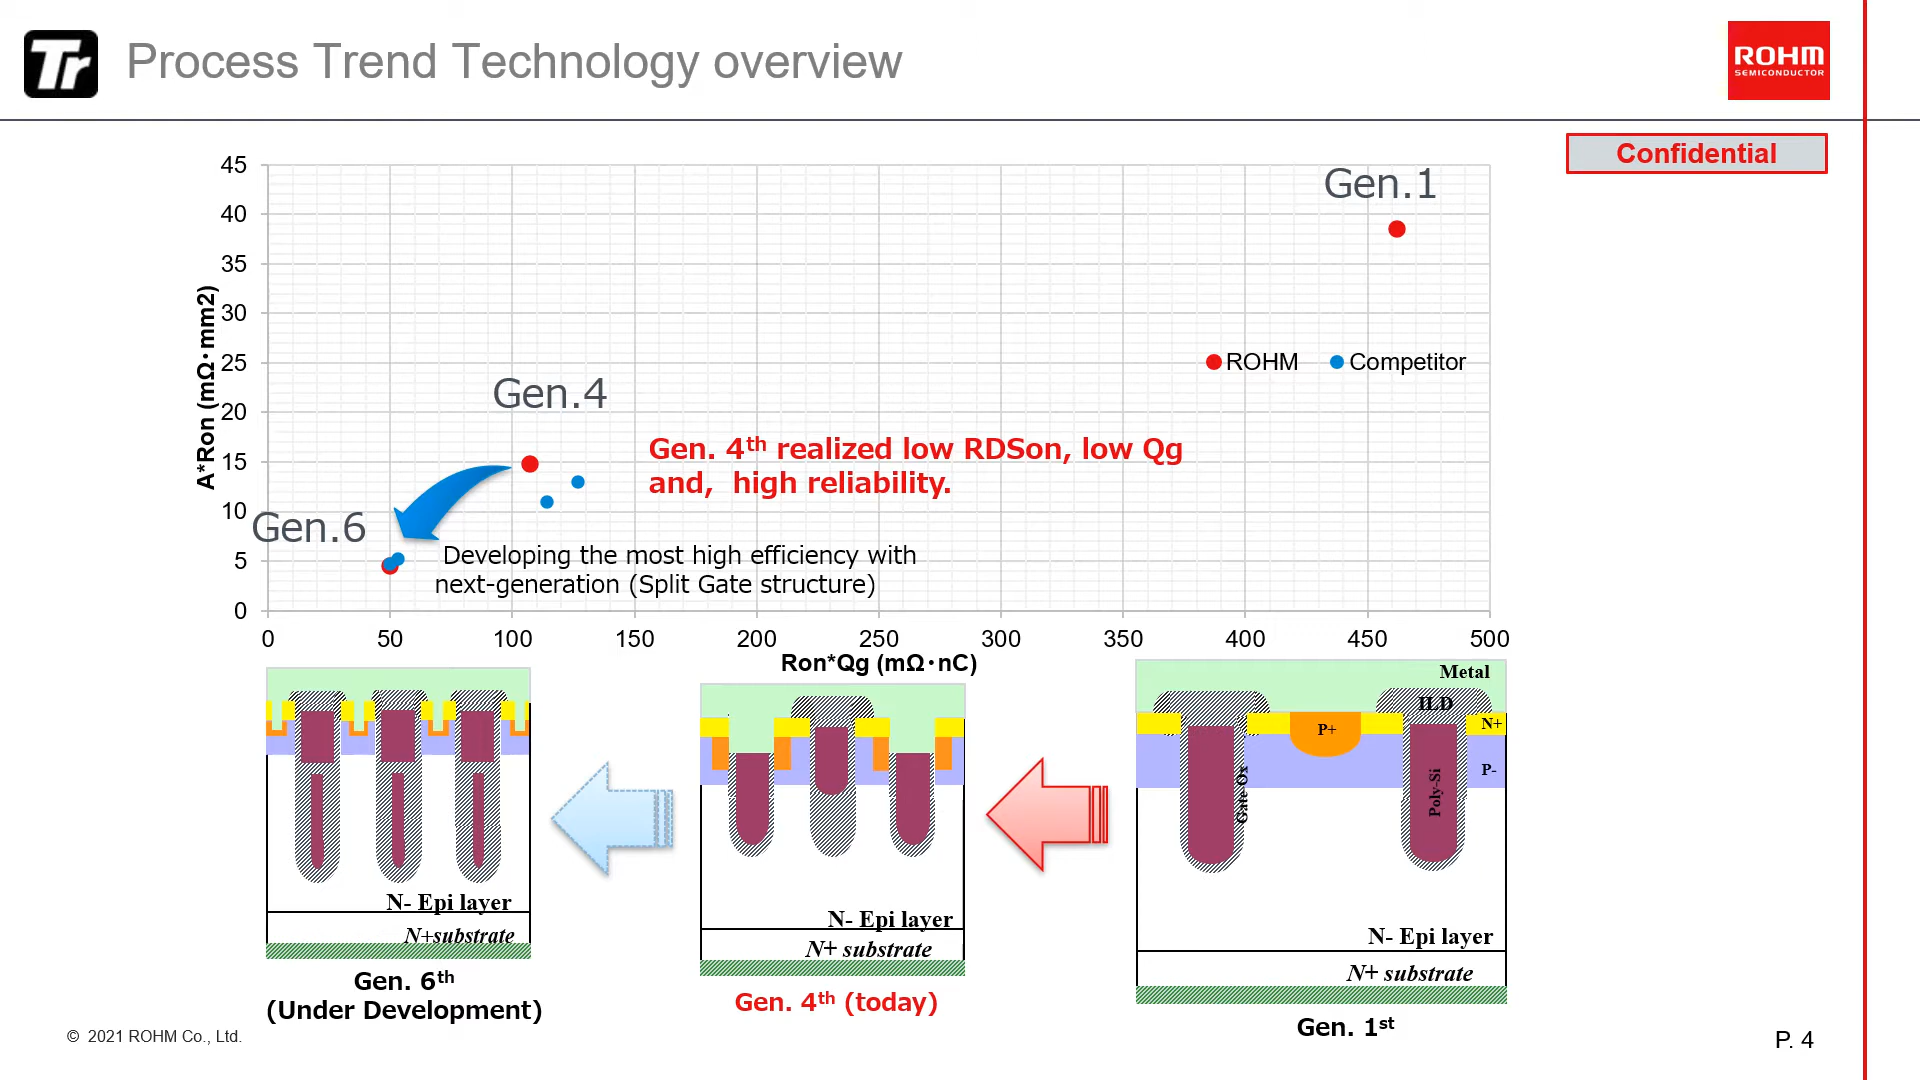 Tr
Process Trend Technology overview
ROHM
SEMICONDUCTOR
Confidential
45
40
35
30
25
20
15
10
5
0
A*Ron (mΩ・mm2)
Gen.1
ROHM
Competitor
Gen.4
Gen. 4th realized low RDSon, low Qg
and,  high reliability.
Gen.6
Developing the most high efficiency with
next-generation (Split Gate structure)
0 50 100 150 200 250 300 350 400 450 500
Ron*Qg (mΩ・nC)
Metal
ILD
N+
P+
P-
Gate-Ox
Poly-Si
N- Epi layer
N+substrate
N- Epi layer
N+ substrate
N- Epi layer
N+ substrate
Gen. 6th
(Under Development)
Gen. 4th (today)
Gen. 1st
© 2021 ROHM Co., Ltd.
P. 4